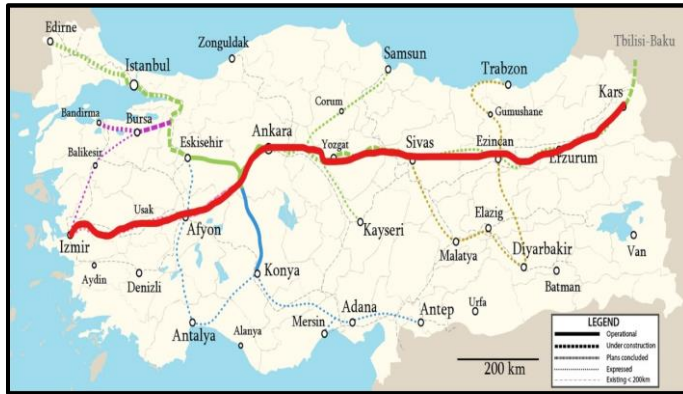 Edirne
Istanbul
Zonguldak
Samsun
Trabzon
Tbilisi-Baku
Kars
Bandirma
Bursa
Corum
Gumushane
Balikesir
Eskisehir
Ankara
Yozgat
Sivas
Ezincan
Erzurum
Izmir
Usak
Afyon
Kayseri
Elazig
Malatya
Diyarbakir
Van
Aydin
Denizli
Konya
Batman
Antalya
Alanya
Mersin
Adana
Antep
Urfa
200 km
LEGEND
Operational
Under construction
Plans concluded
Expressed
Existing < 200km